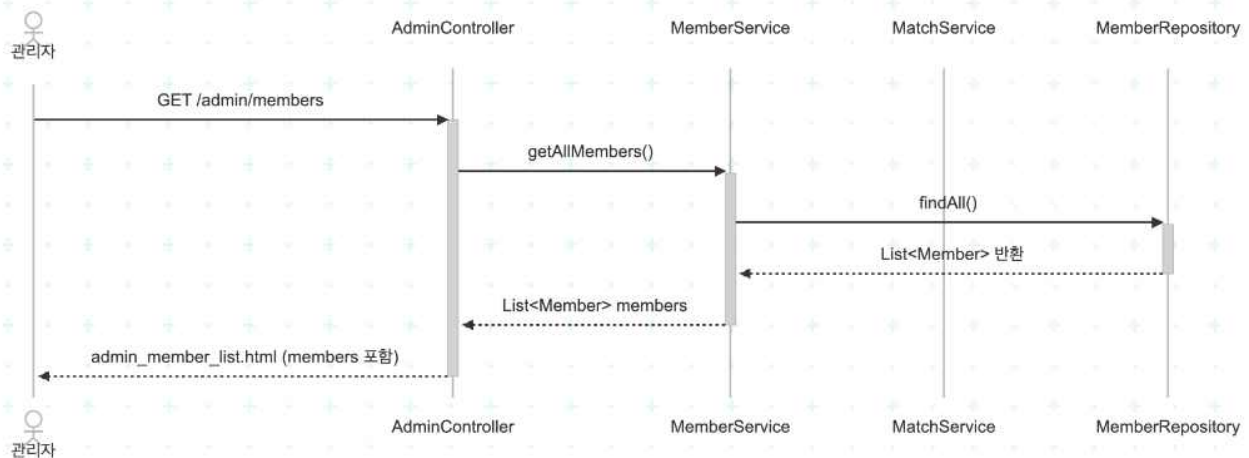 관리자
AdminController
MemberService
MatchService
MemberRepository
GET /admin/members
getAllMembers()
findAll()
List<Member> 반환
List<Member> members
admin_member_list.html (members 포함)
관리자
AdminController
MemberService
MatchService
MemberRepository